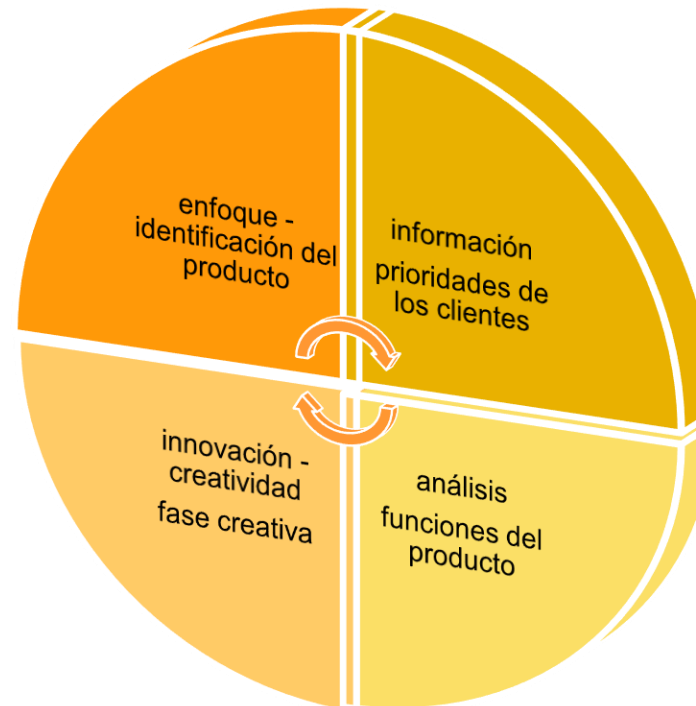 enfoque -
identificación del
producto
información
prioridades de
los clientes
análisis
funciones del
producto
innovación -
creatividad
fase creativa